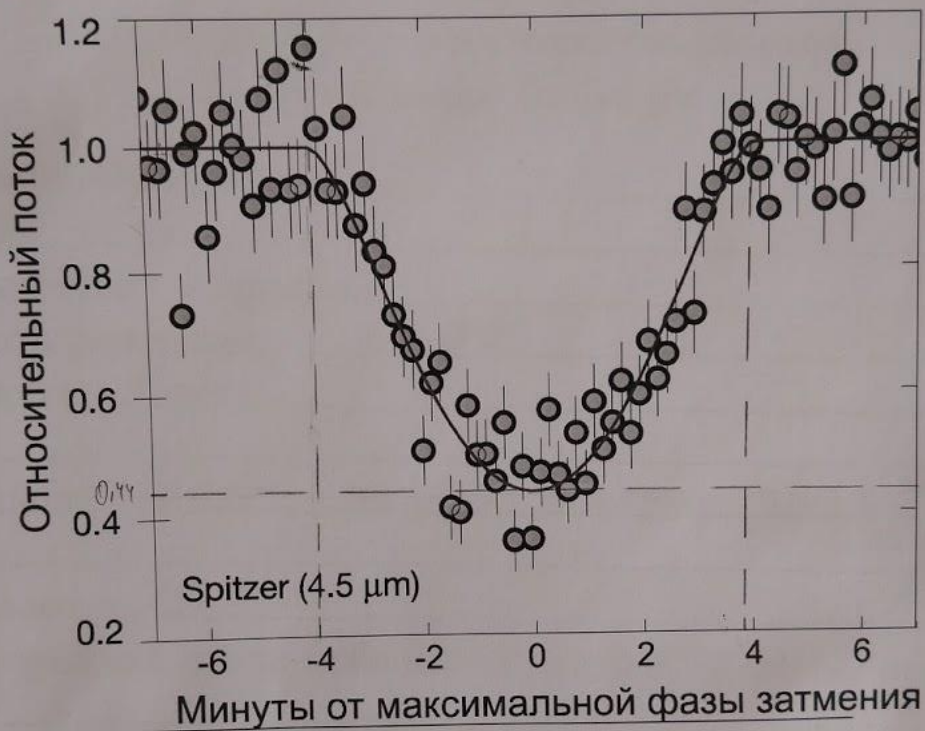 Относительный поток
1.2
1.0
0.8
0.6
0,44
0.4
0.2
Spitzer (4.5 μm)
-6 -4 -2 0 2 4 6
Минуты от максимальной фазы затмения